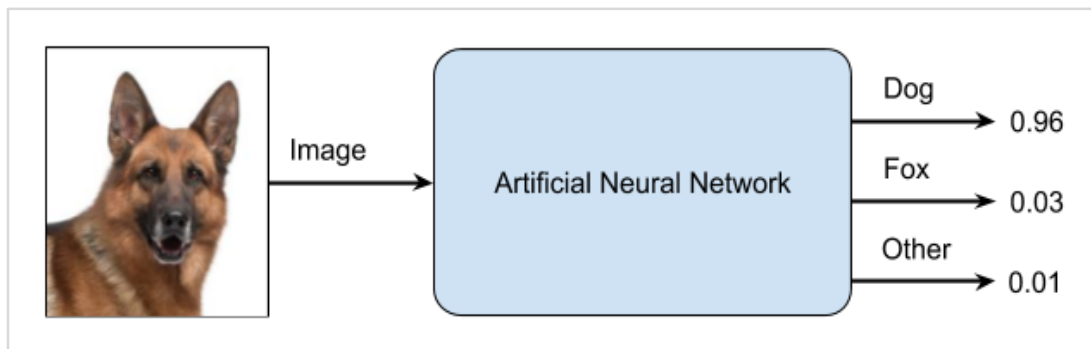 Image
Artificial Neural Network
Dog
0.96
Fox
0.03
Other
0.01